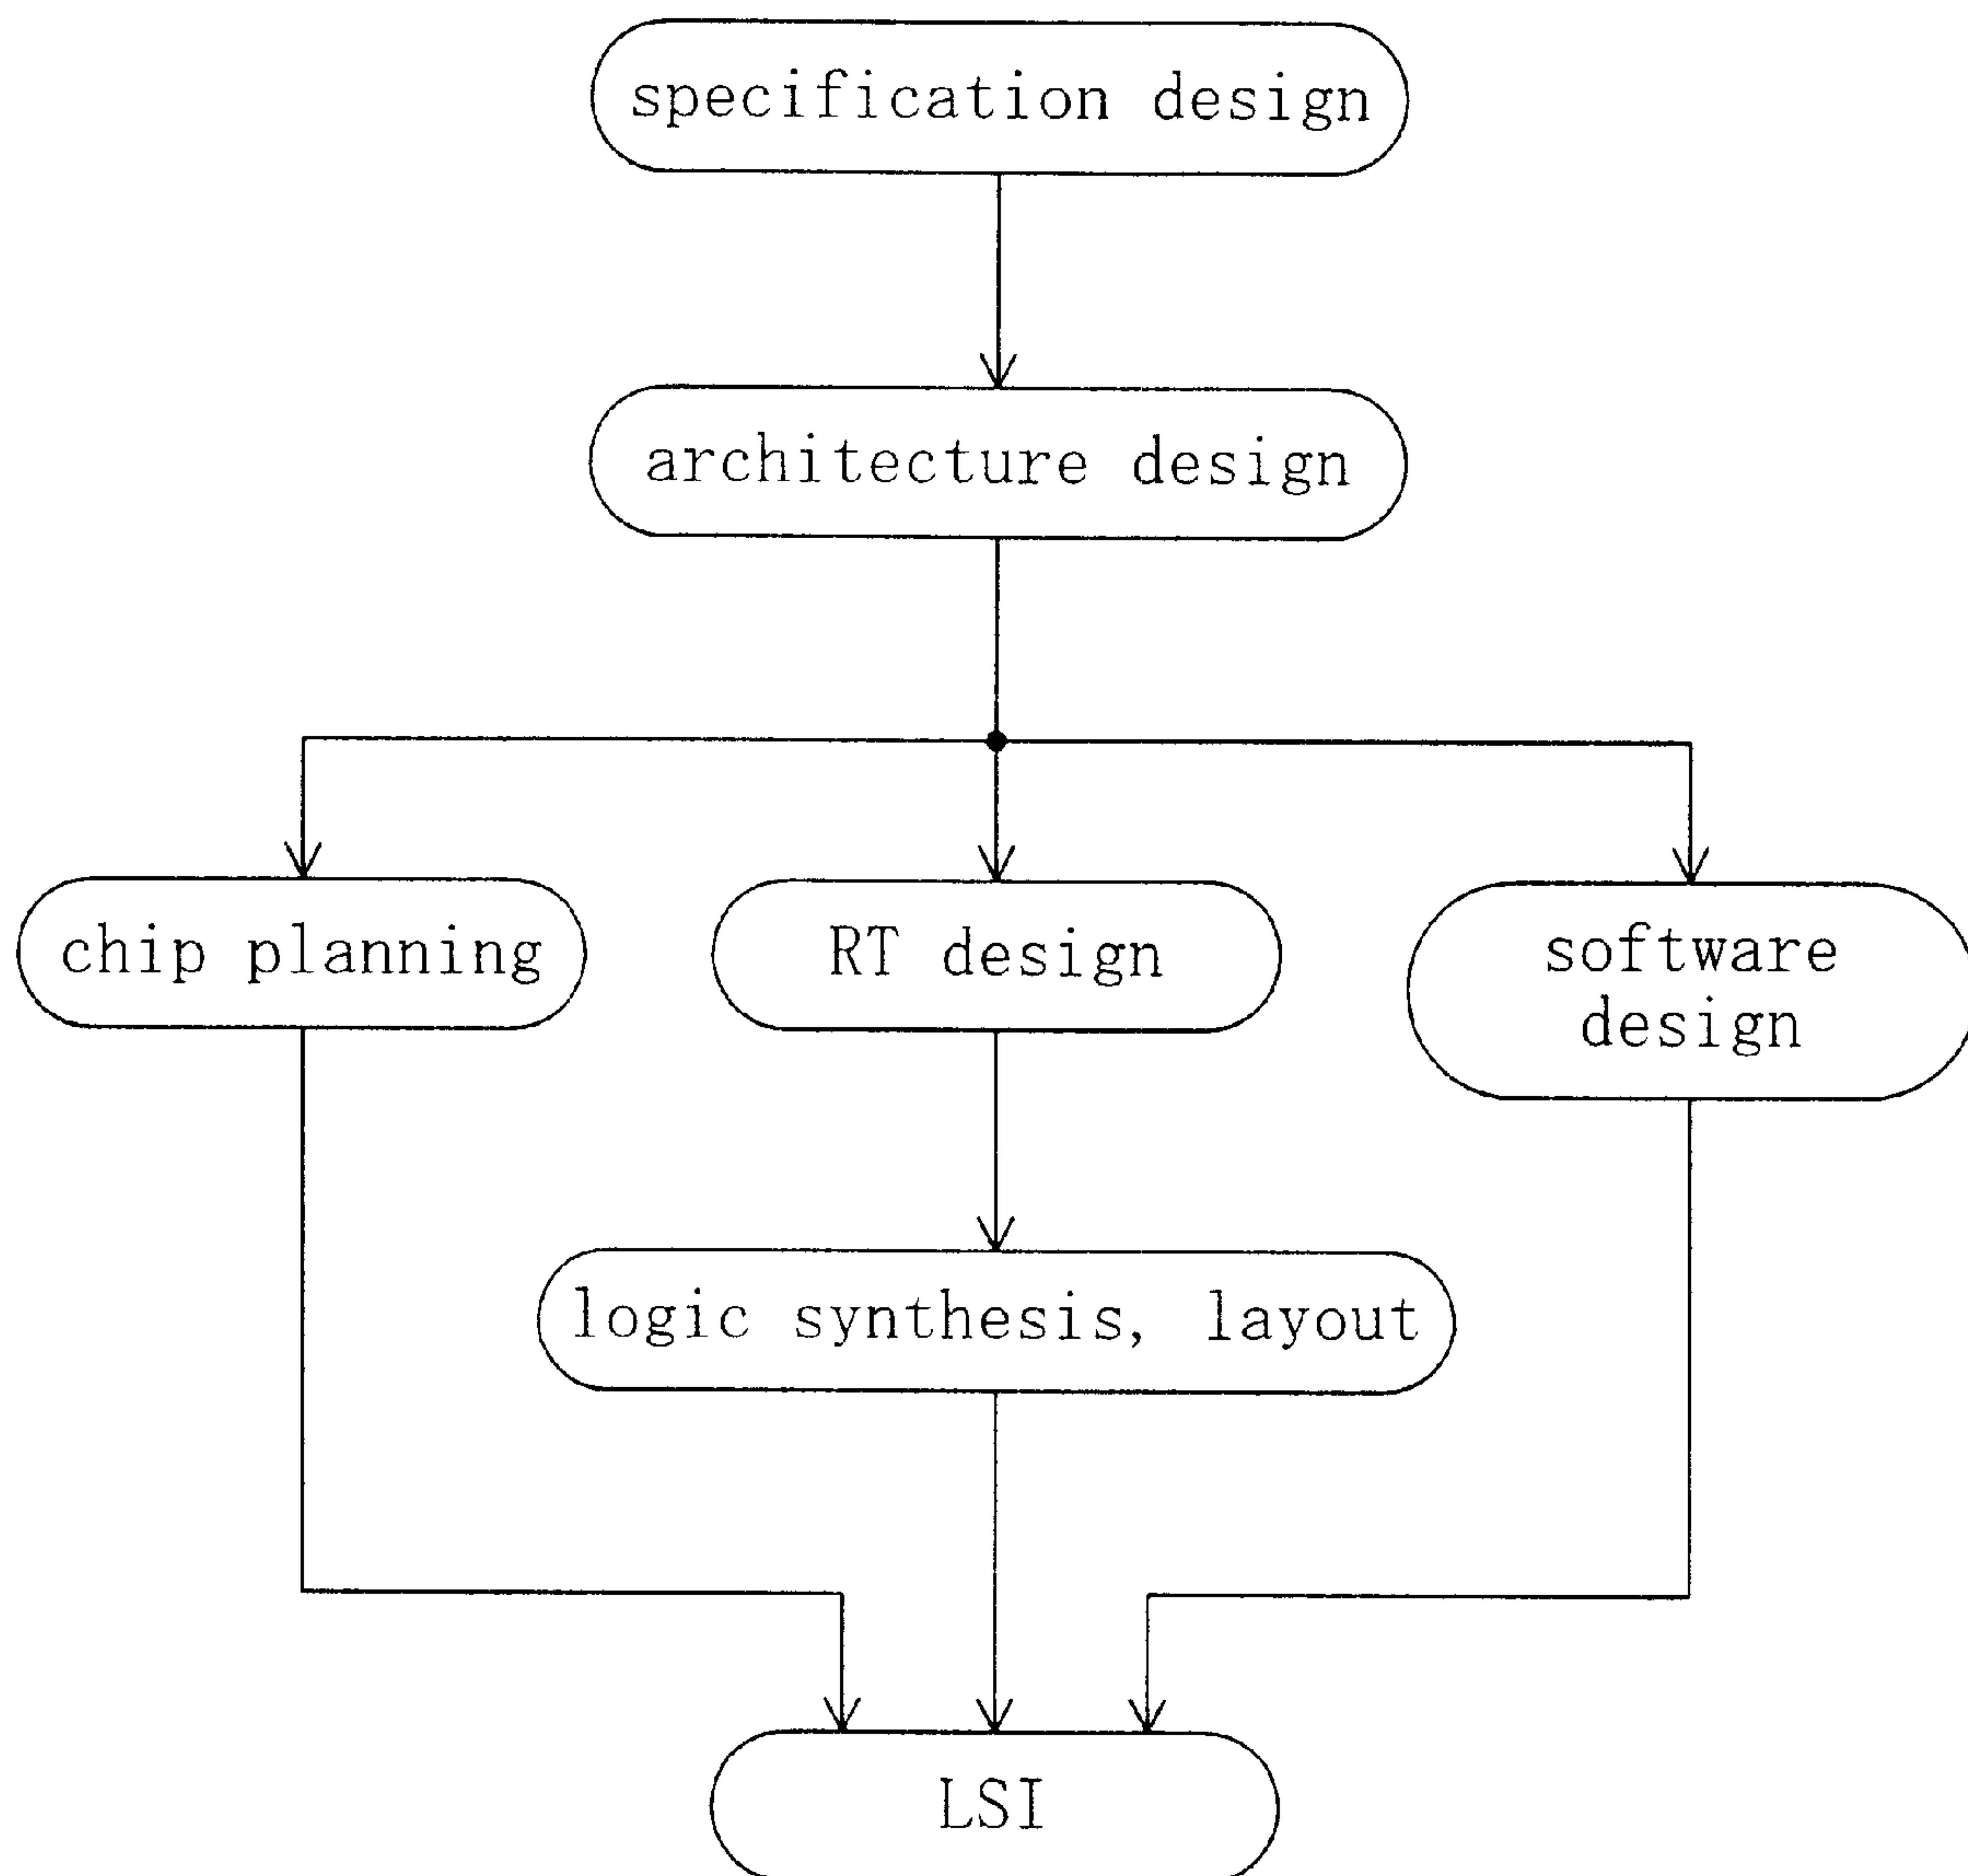 specification design
architecture design
chip planning
RT design
software
design
logic synthesis, layout
LSI